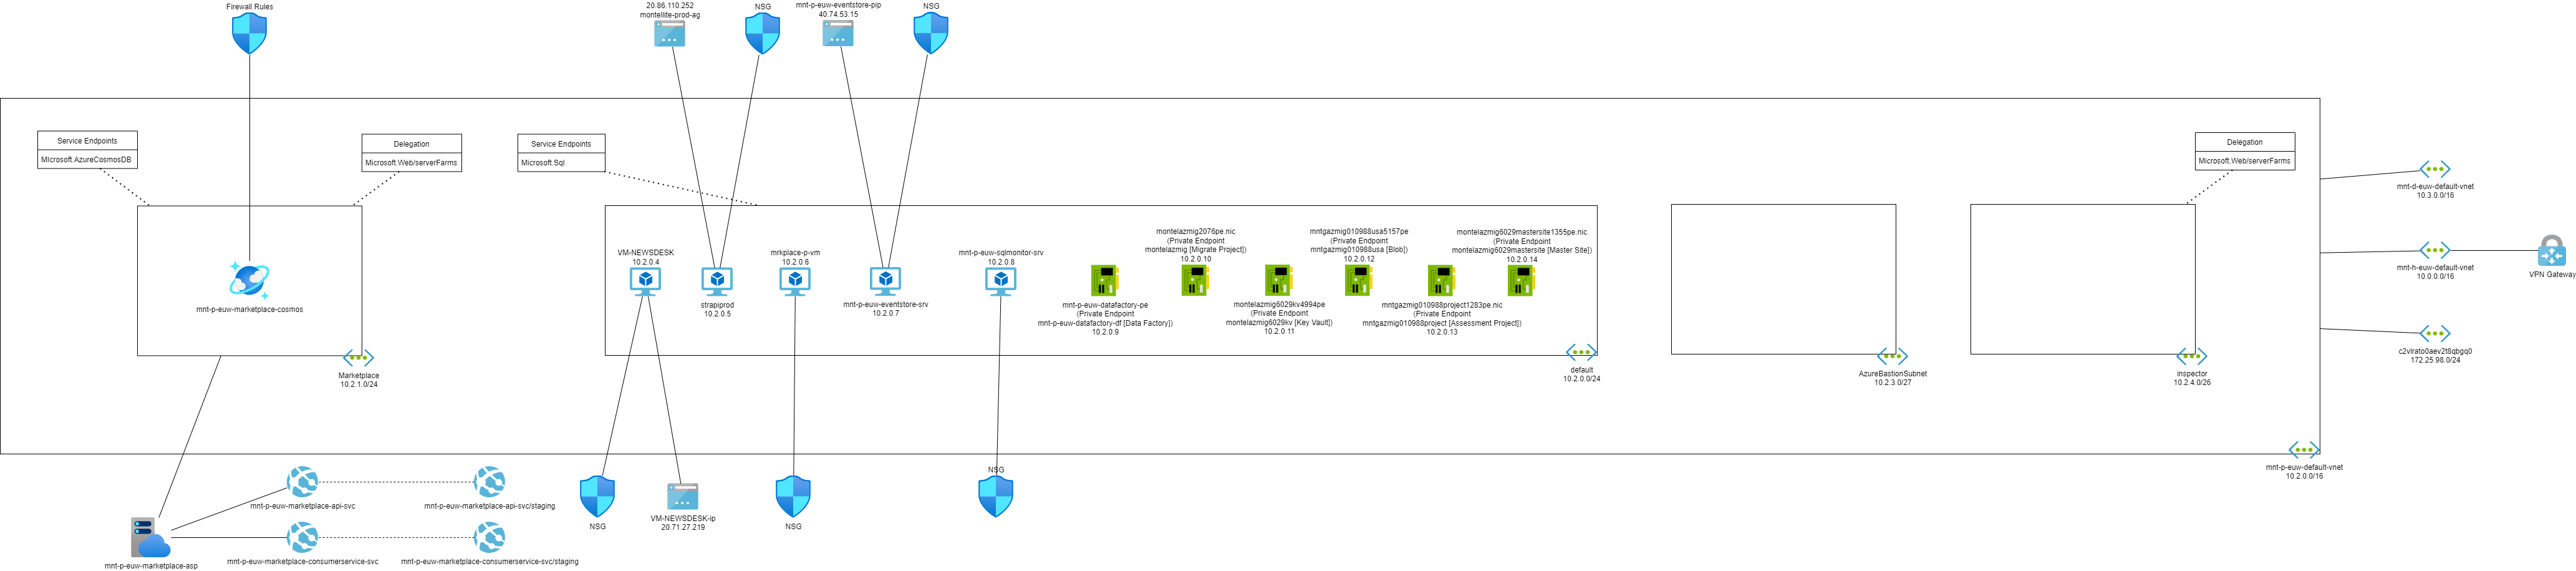 Firewall Rules
20.86.110.252
montellite-prod-ag
NSG
mnt-p-euw-eventstore-pip
40.74.53.15
NSG
Service Endpoints
MIcrosoft.AzureCosmosDB
Delegation
Microsoft.Web/serverFarms
Service Endpoints
Microsoft.Sql
Delegation
Microsoft.Web/serverFarms
mnt-p-euw-marketplace-cosmos
Marketplace
10.2.1.0/24
VM-NEWSDESK
10.2.0.4
strapiprod
10.2.0.5
mrkplace-p-vm
10.2.0.6
mnt-p-euw-eventstore-srv
10.2.0.7
mnt-p-euw-sqlmonitor-srv
10.2.0.8
mnt-p-euw-datafactory-pe
(Private Endpoint
mnt-p-euw-datafactory-df [Data Factory])
10.2.0.9
montelazmig2076pe.nic
(Private Endpoint
montelazmig [Migrate Project])
10.2.0.10
montelazmig6029kv4994pe
(Private Endpoint
montelazmig6029kv [Key Vault])
10.2.0.11
mntgazmig010988usa5157pe
(Private Endpoint
mntgazmig010988usa [Blob])
10.2.0.12
mntgazmig010988project1283pe.nic
(Private Endpoint
mntgazmig010988project [Assessment Project])
10.2.0.13
montelazmig6029mastersite1355pe.nic
(Private Endpoint
montelazmig6029mastersite [Master Site])
10.2.0.14
default
10.2.0.0/24
AzureBastionSubnet
10.2.3.0/27
inspector
10.2.4.0/26
mnt-d-euw-default-vnet
10.3.0.0/16
mnt-h-euw-default-vnet
10.0.0.0/16
VPN Gateway
c2vlrato0aev2t8qbgq0
172.25.98.0/24
mnt-p-euw-default-vnet
10.2.0.0/16
NSG
VM-NEWSDESK-ip
20.71.27.219
NSG
NSG
mnt-p-euw-marketplace-api-svc
mnt-p-euw-marketplace-api-svc/staging
mnt-p-euw-marketplace-asp
mnt-p-euw-marketplace-consumerservice-svc
mnt-p-euw-marketplace-consumerservice-svc/staging